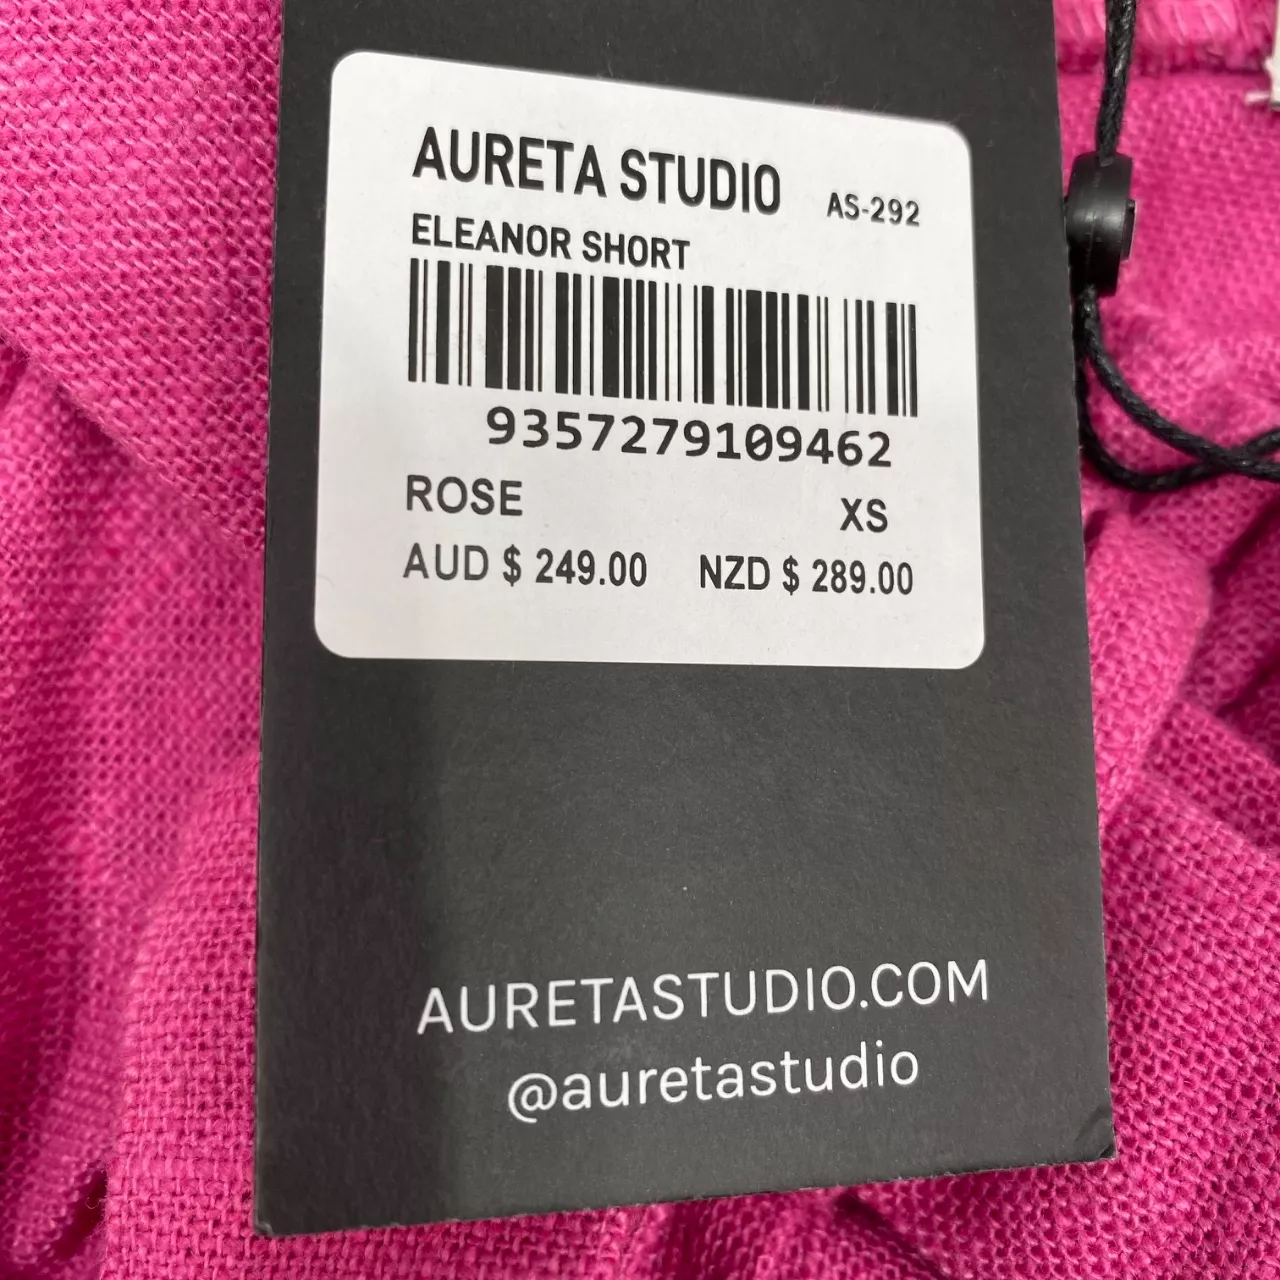 AURETA STUDIO AS-292
ELEANOR SHORT
9357279109462
ROSE XS
AUD $ 249.00 NZD $ 289.00
AURETASTUDIO.COM
@auretastudio